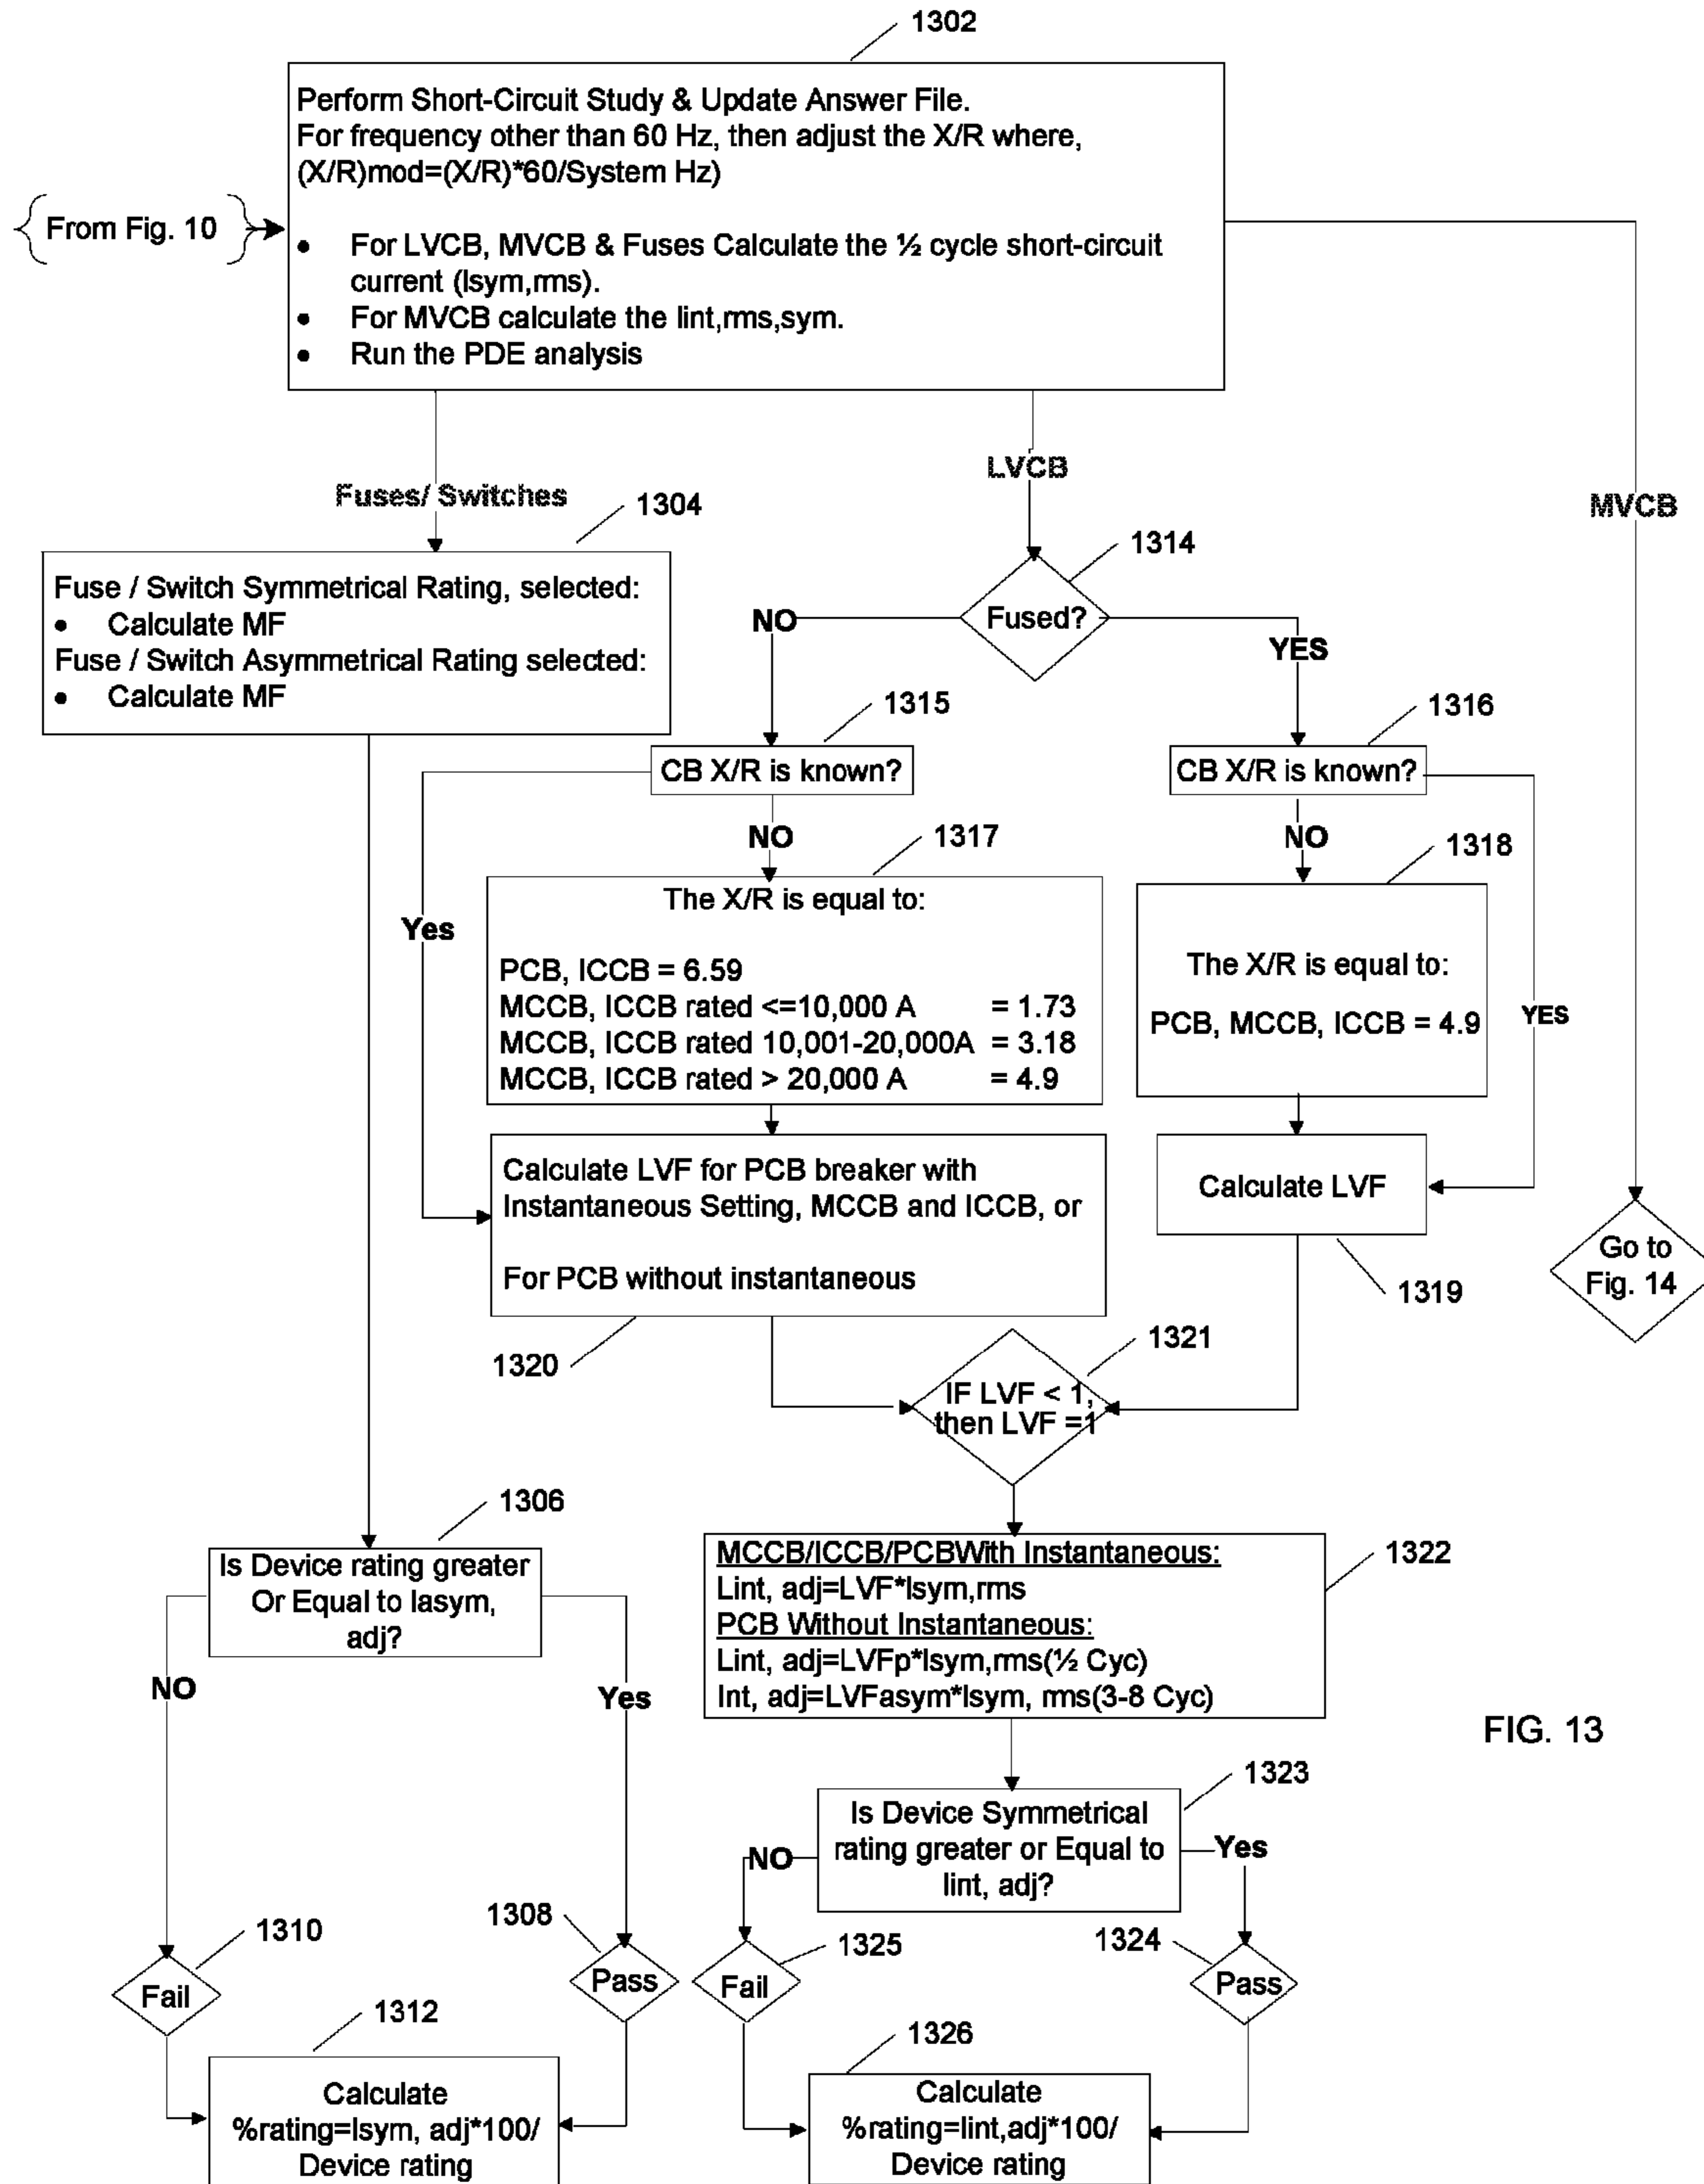 1302
Perform Short-Circuit Study & Update Answer File.
For frequency other than 60 Hz, then adjust the X/R where,
(X/R)mod=(X/R)*60/System Hz)
From Fig. 10
• For LVCB, MVCB & Fuses Calculate the ½ cycle short-circuit
current (Isym,rms).
• For MVCB calculate the Iint,rms,sym.
• Run the PDE analysis
LVCB
Fuses/ Switches
1304
MVCB
Fuse / Switch Symmetrical Rating, selected:
• Calculate MF
Fuse / Switch Asymmetrical Rating selected:
• Calculate MF
1314
Fused?
NO
YES
1315
1316
CB X/R is known?
CB X/R is known?
NO
1317
NO
1318
Yes
The X/R is equal to:
PCB, ICCB = 6.59
MCCB, ICCB rated <=10,000 A = 1.73
MCCB, ICCB rated 10,001-20,000A = 3.18
MCCB, ICCB rated > 20,000 A = 4.9
The X/R is equal to:
PCB, MCCB, ICCB = 4.9
YES
Calculate LVF for PCB breaker with
Instantaneous Setting, MCCB and ICCB, or
For PCB without instantaneous
Calculate LVF
Go to
Fig. 14
1319
1320
1321
IF LVF < 1,
then LVF =1
1306
Is Device rating greater
Or Equal to Iasym,
adj?
NO
Yes
1322
MCCB/ICCB/PCBWith Instantaneous:
Lint, adj=LVF*Isym,rms
PCB Without Instantaneous:
Lint, adj=LVFp*Isym,rms(½ Cyc)
Int, adj=LVFasym*Isym, rms(3-8 Cyc)
FIG. 13
1323
Is Device Symmetrical
rating greater or Equal to
Iint, adj?
NO
Yes
1310
Fail
1308
Pass
1325
Fail
1324
Pass
1312
Calculate
%rating=Isym, adj*100/
Device rating
1326
Calculate
%rating=Iint,adj*100/
Device rating